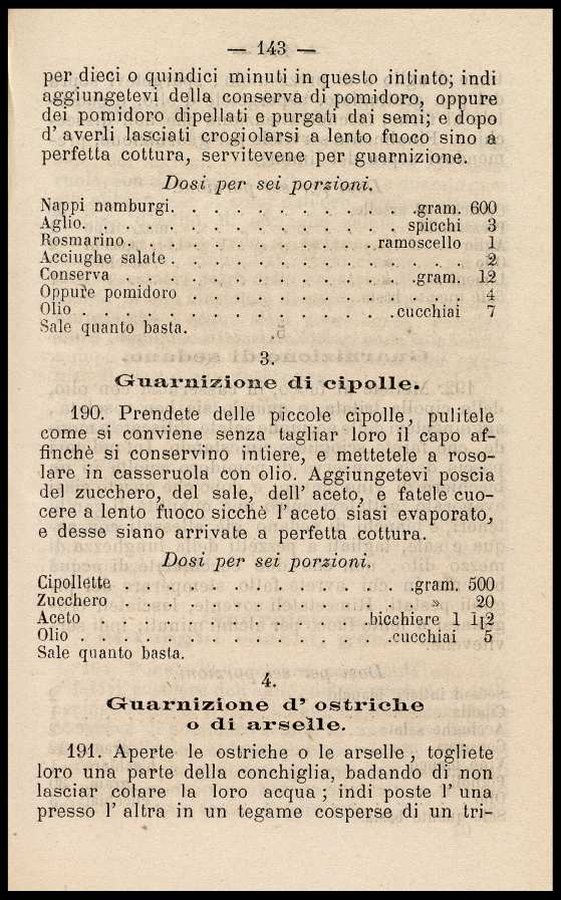 — 143 —
per dieci o quindici minuti in questo intinto; indi
aggiungetevi della conserva di pomidoro, oppure
dei pomidoro dipellati e purgati dai semi; e dopo
d' averli lasciati crogiolarsi a lento fuoco sino a
perfetta cottura, servitevene per guarnizione.
Dosi per sei porzioni.
Nappi namburgi. . . . . . . . . . . .gram. 600
Aglio. . . . . . . . . . . . . . spicchi 3
Rosmarino. . . . . . . . . . . .ramoscello 1
Acciughe salate . . . . . . . . . . . . . 2
Conserva . . . . . . . . . . . . .gram. 12
Oppure pomidoro . . . . . . . . . . . . 4
Olio . . . . . . . . . . . . . .cucchiai 7
Sale quanto basta.
3.
Guarnizione di cipolle.
190. Prendete delle piccole cipolle, pulitele
come si conviene senza tagliar loro il capo af-
finchè si conservino intiere, e mettetele a roso-
lare in casseruola con olio. Aggiungetevi poscia
del zucchero, del sale, dell' aceto, e fatele cuo-
cere a lento fuoco sicchè l'aceto siasi evaporato,
e desse siano arrivate a perfetta cottura.
Dosi per sei porzioni.
Cipollette . . . . . . . . . . . . .gram. 500
Zucchero . . . . . . . . . . . . . » 20
Aceto . . . . . . . . . . . .bicchiere 1 1|2
Olio . . . . . . . . . . . . . .cucchiai 5
Sale quanto basta.
4.
Guarnizione d' ostriche
o di arselle.
191. Aperte le ostriche o le arselle, togliete
loro una parte della conchiglia, badando di non
lasciar colare la loro acqua; indi poste l' una
presso l' altra in un tegame cosperse di un tri-